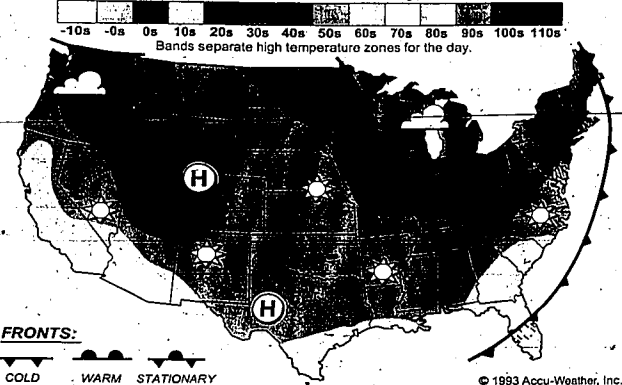 -10s -0s 0s 10s 20s 30s 40s 50s 60s 70s 80s 90s 100s 110s
Bands separate high temperature zones for the day.
H
H
FRONTS:
COLD WARM STATIONARY
© 1993 Accu-Weather, Inc.